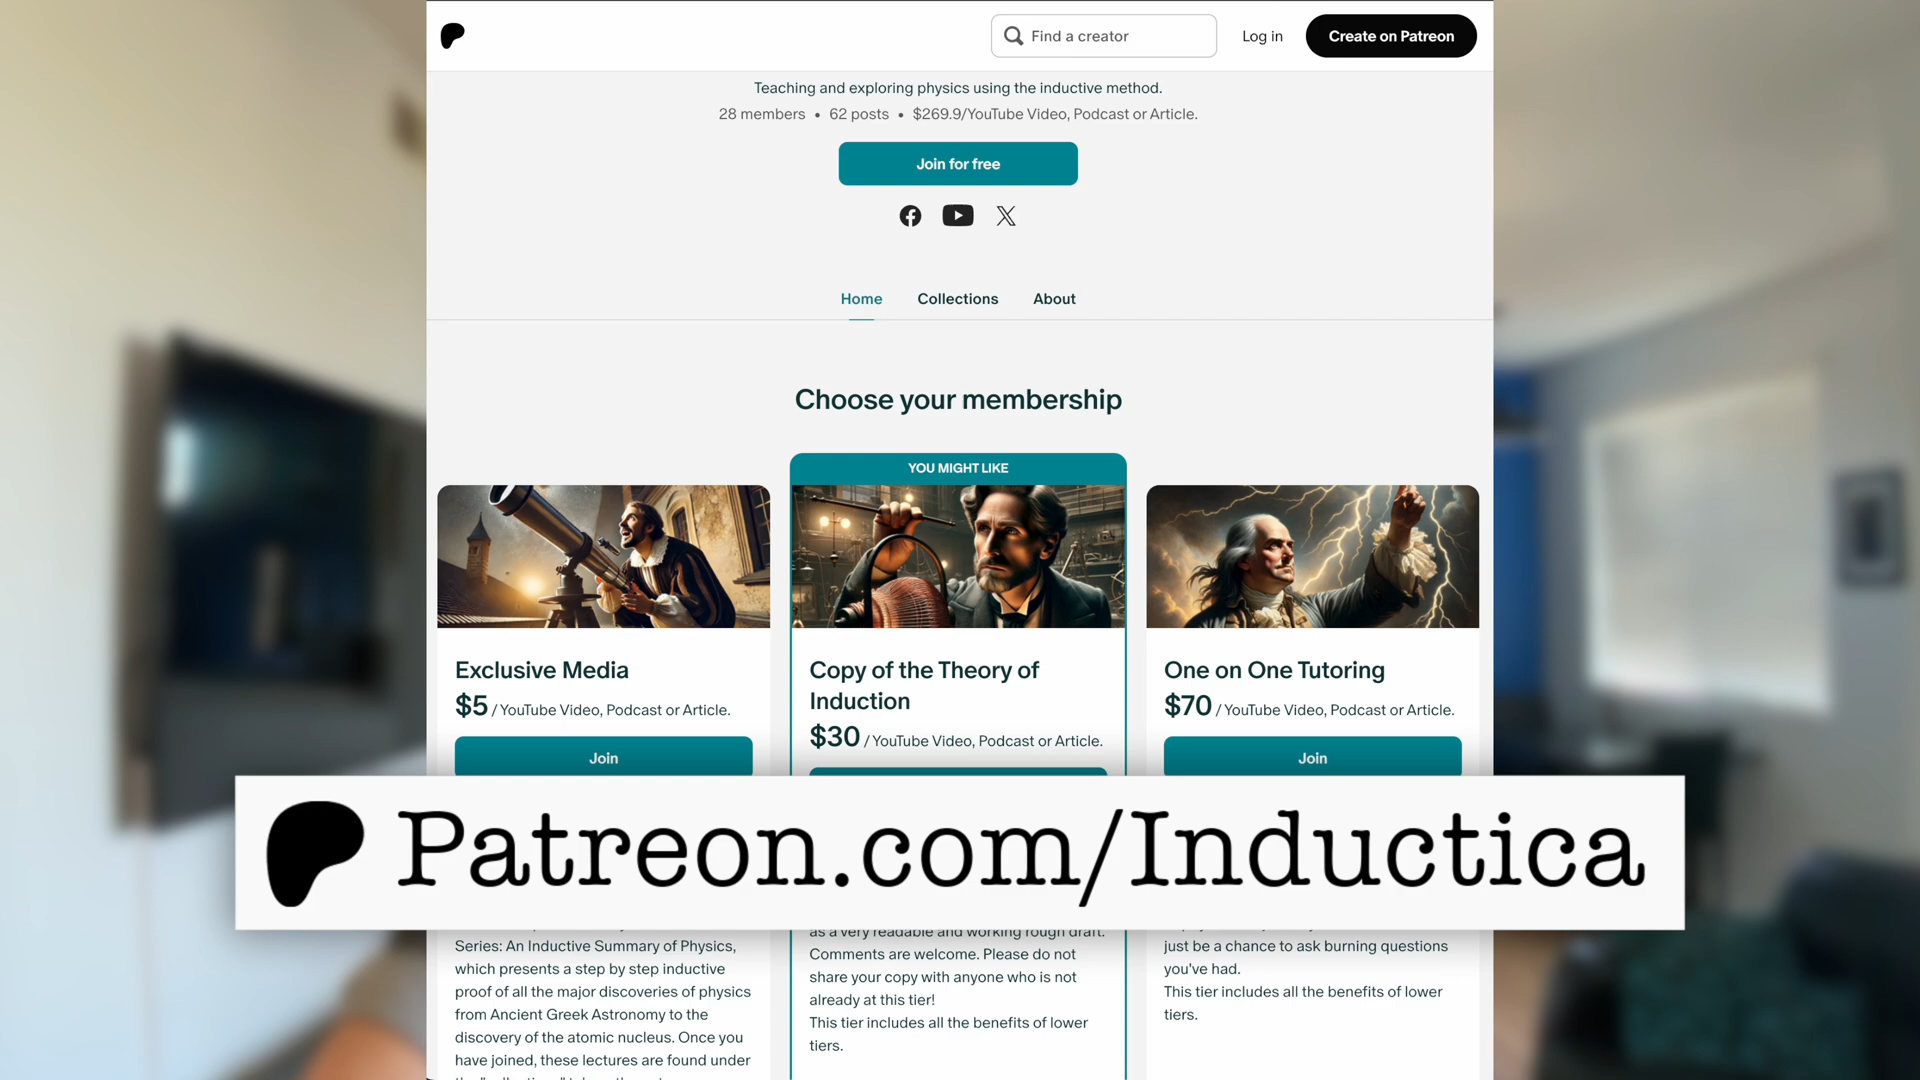 Find a creator
Log in
Create on Patreon
Teaching and exploring physics using the inductive method.
28 members • 62 posts • $269.9/YouTube Video, Podcast or Article.
Join for free
Home
Collections
About
Choose your membership
YOU MIGHT LIKE
Exclusive Media
$5 / YouTube Video, Podcast or Article.
Join
Copy of the Theory of
Induction
$30 / YouTube Video, Podcast or Article.
One on One Tutoring
$70 / YouTube Video, Podcast or Article.
Join
Patreon.com/Inductica
Series: An Inductive Summary of Physics,
which presents a step by step inductive
proof of all the major discoveries of physics
from Ancient Greek Astronomy to the
discovery of the atomic nucleus. Once you
have joined, these lectures are found under
as a very readable and working rough draft.
Comments are welcome. Please do not
share your copy with anyone who is not
already at this tier!
This tier includes all the benefits of lower
tiers.
just be a chance to ask burning questions
you've had.
This tier includes all the benefits of lower
tiers.